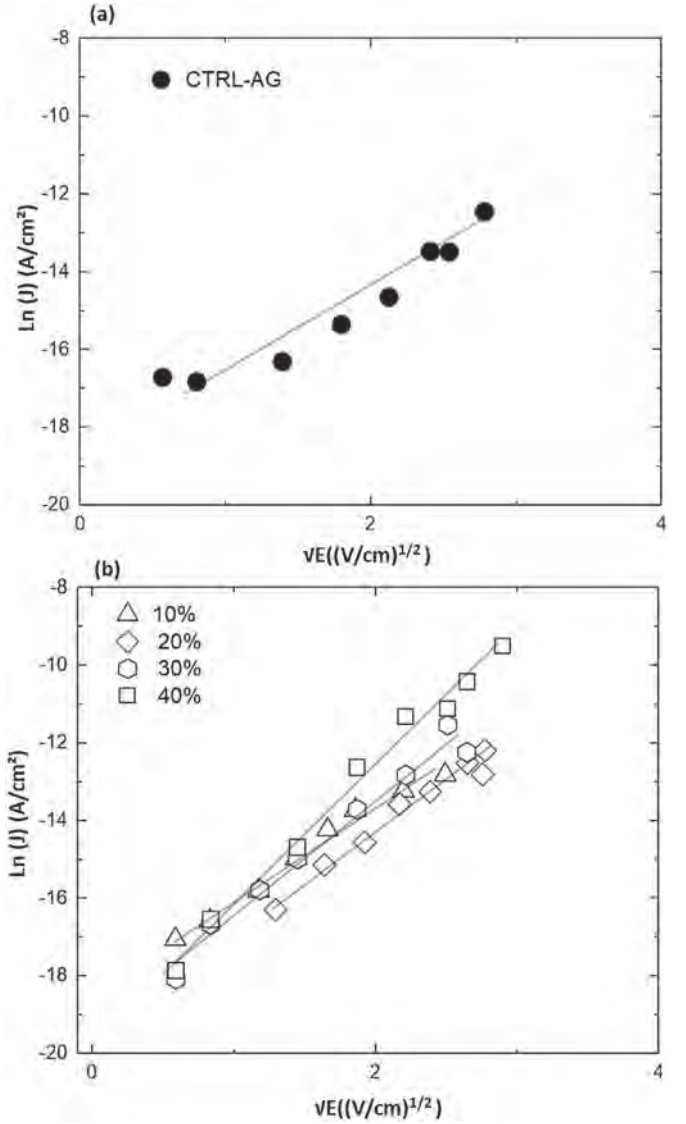 (a)
-8
CTRL-AG
-10
-12
-14
-16
-18
-20
Ln (J) (A/cm²)
0 2 4
√E((V/cm)^{1/2})
(b)
-8
10%
20%
30%
40%
-10
-12
-14
-16
-18
-20
Ln (J) (A/cm²)
0 2 4
√E((V/cm)^{1/2})